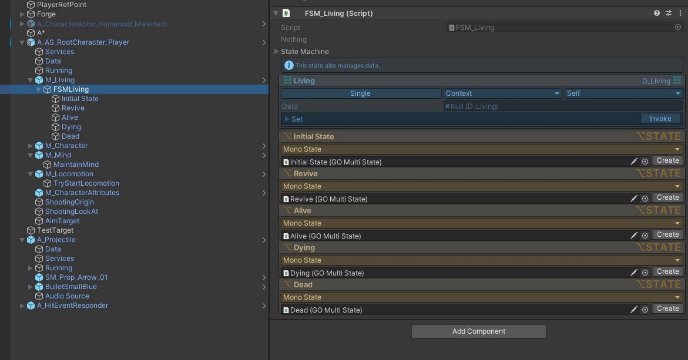 PlayerRefPoint
Forge
A_CharacterActor_Humanoid_MaleHero
A*
A_AS_RootCharacter_Player
Services
Data
Running
M_Living
FSMLiving
Initial State
Revive
Alive
Dying
Dead
M_Character
M_Mind
MaintainMind
M_Locomotion
TryStartLocomotion
M_CharacterAttributes
ShootingOrigin
ShootingLookAt
AimTarget
TestTarget
A_Projectile
Data
Services
Running
SM_Prop_Arrow_01
BulletSmallBlue
Audio Source
A_HitEventResponder
FSM_Living (Script)
Script FSM_Living
Nothing
State Machine
This state also manages data.
Living D_Living
Single Context Self
Data Null (D_Living)
Set Invoke
Initial State STATE
Mono State
Initial State (GO Multi State) Create
Revive STATE
Mono State
Revive (GO Multi State) Create
Alive STATE
Mono State
Alive (GO Multi State) Create
Dying STATE
Mono State
Dying (GO Multi State) Create
Dead STATE
Mono State
Dead (GO Multi State) Create
Add Component